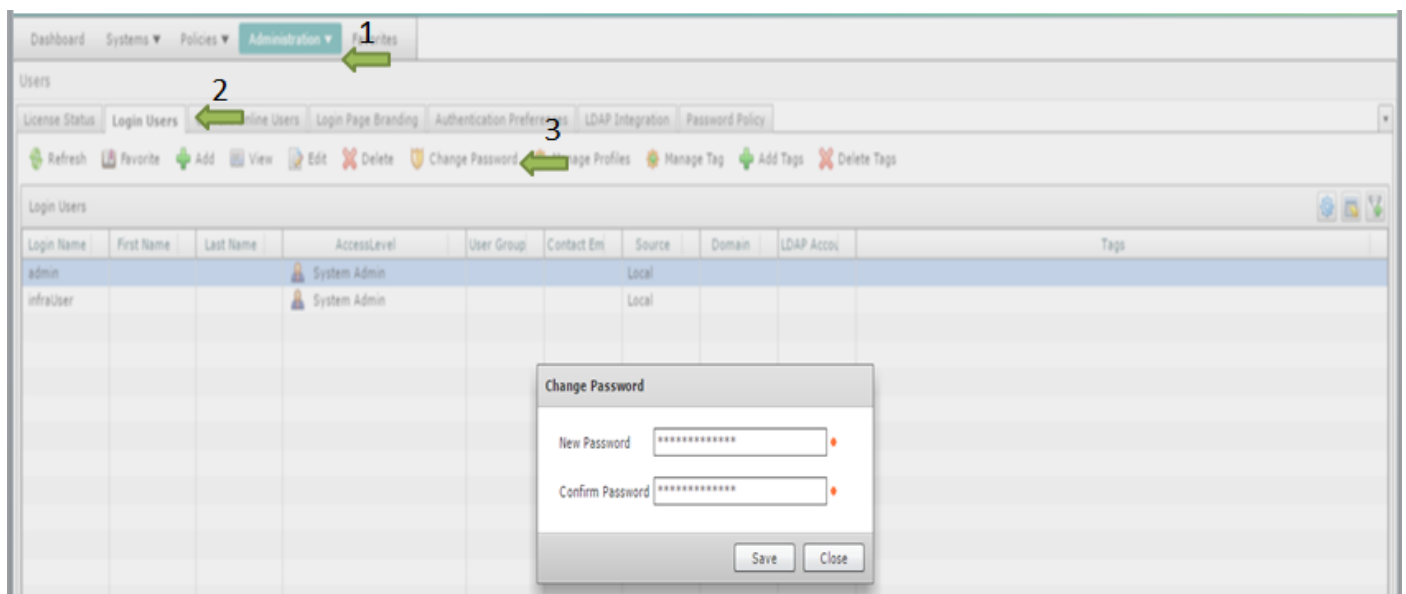 1
Dashboard Systems ▼ Policies ▼ Administration ▼
Users
2
License Status Login Users Users Login Page Branding Authentication LDAP Integration Password Policy
3
Refresh Favorite Add View Edit Delete Change Password Profiles Manage Tag Add Tags Delete Tags
Login Users
Login Name First Name Last Name AccessLevel User Group Contact Em Source Domain LDAP Accou Tags
admin System Admin Local
infraUser System Admin Local
Change Password
New Password *************
Confirm Password *************
Save Close